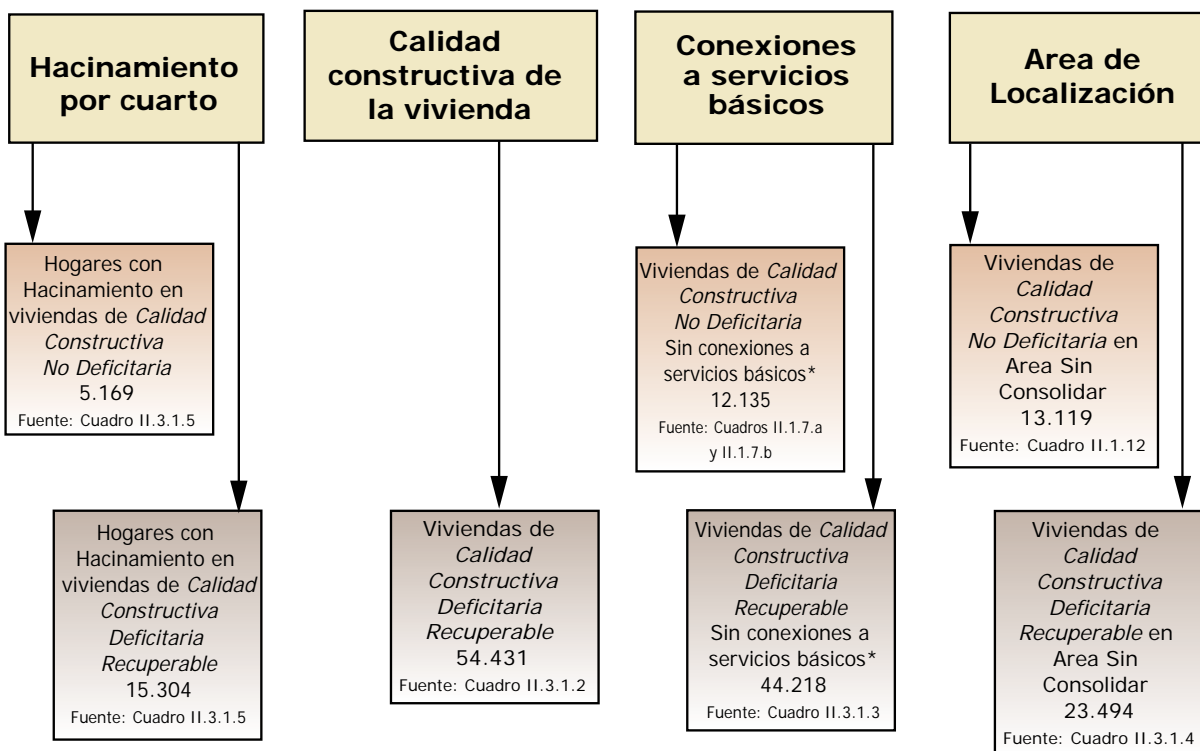 Hacinamiento
por cuarto
Calidad
constructiva de
la vivienda
Conexiones
a servicios
básicos
Area de
Localización
Hogares con
Hacinamiento en
viviendas de Calidad
Constructiva
No Deficitaria
5.169
Fuente: Cuadro II.3.1.5
Viviendas de Calidad
Constructiva
No Deficitaria
Sin conexiones a
servicios básicos*
12.135
Fuente: Cuadros II.1.7.a
y II.1.7.b
Viviendas de
Calidad
Constructiva
No Deficitaria en
Area Sin
Consolidar
13.119
Fuente: Cuadro II.1.12
Hogares con
Hacinamiento en
viviendas de Calidad
Constructiva
Deficitaria
Recuperable
15.304
Fuente: Cuadro II.3.1.5
Viviendas de
Calidad
Constructiva
Deficitaria
Recuperable
54.431
Fuente: Cuadro II.3.1.2
Viviendas de Calidad
Constructiva
Deficitaria
Recuperable
Sin conexiones a
servicios básicos*
44.218
Fuente: Cuadro II.3.1.3
Viviendas de
Calidad
Constructiva
Deficitaria
Recuperable en
Area Sin
Consolidar
23.494
Fuente: Cuadro II.3.1.4